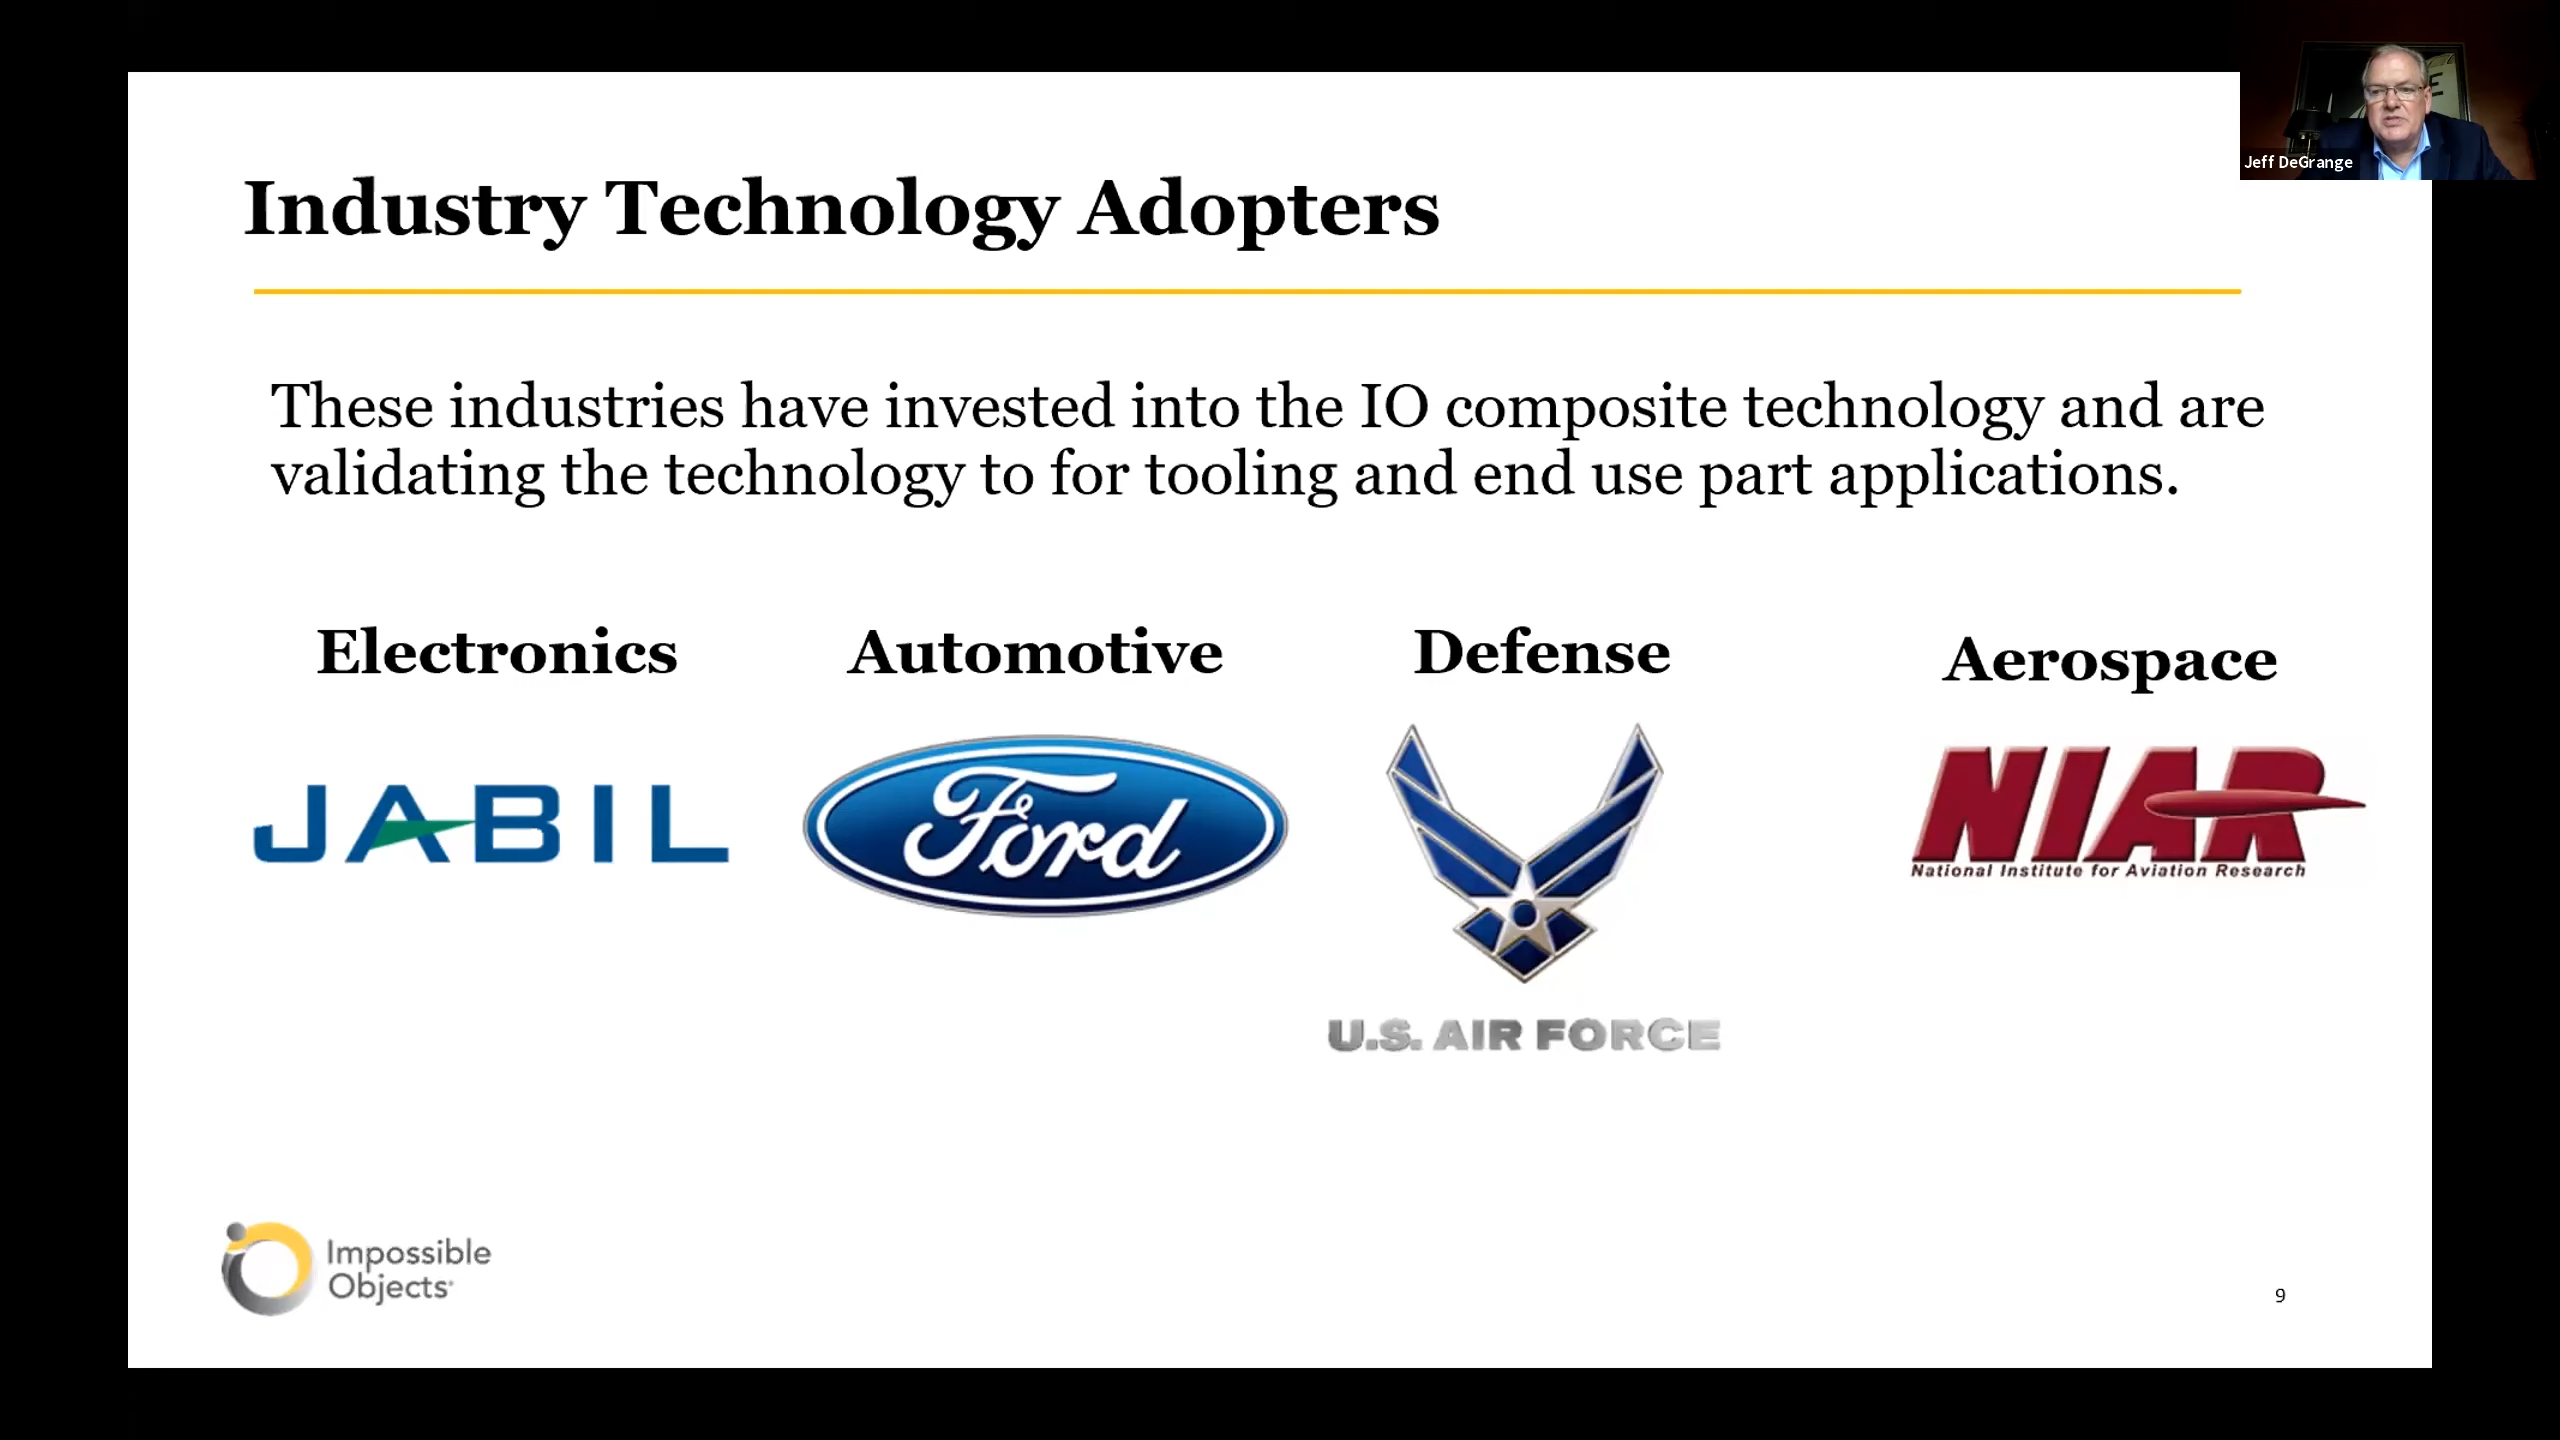 Jeff DeGrange
Industry Technology Adopters
These industries have invested into the IO composite technology and are
validating the technology to for tooling and end use part applications.
Electronics
Automotive
Defense
Aerospace
JABIL
Ford
U.S. AIR FORCE
NIAR
National Institute for Aviation Research
Impossible
Objects
9